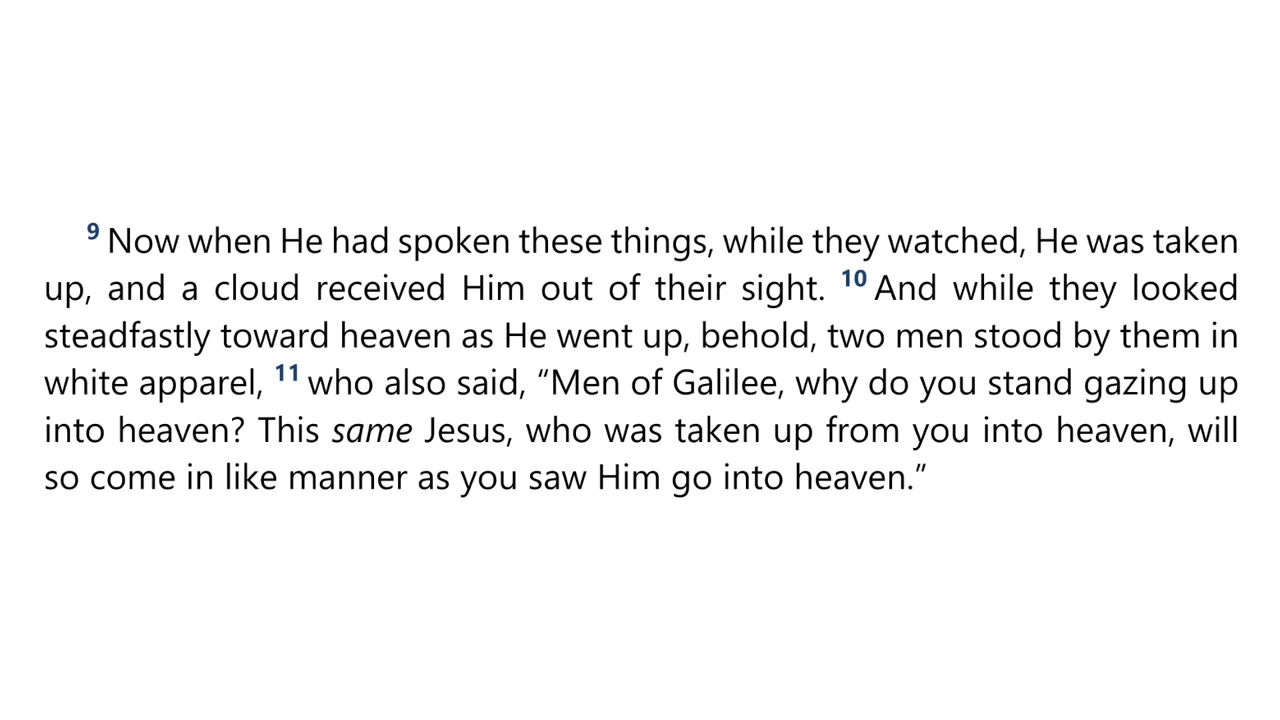 9 Now when He had spoken these things, while they watched, He was taken
up, and a cloud received Him out of their sight. 10 And while they looked
steadfastly toward heaven as He went up, behold, two men stood by them in
white apparel, 11 who also said, “Men of Galilee, why do you stand gazing up
into heaven? This same Jesus, who was taken up from you into heaven, will
so come in like manner as you saw Him go into heaven.”